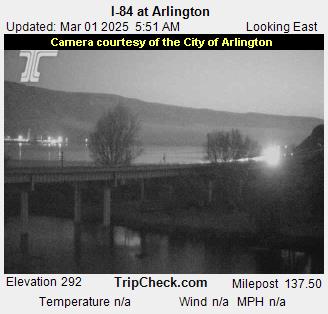 I-84 at Arlington
Updated: Mar 01 2025 5:51 AM Looking East
Camera courtesy of the City of Arlington
Elevation 292 TripCheck.com Milepost 137.50
Temperature n/a Wind n/a MPH n/a